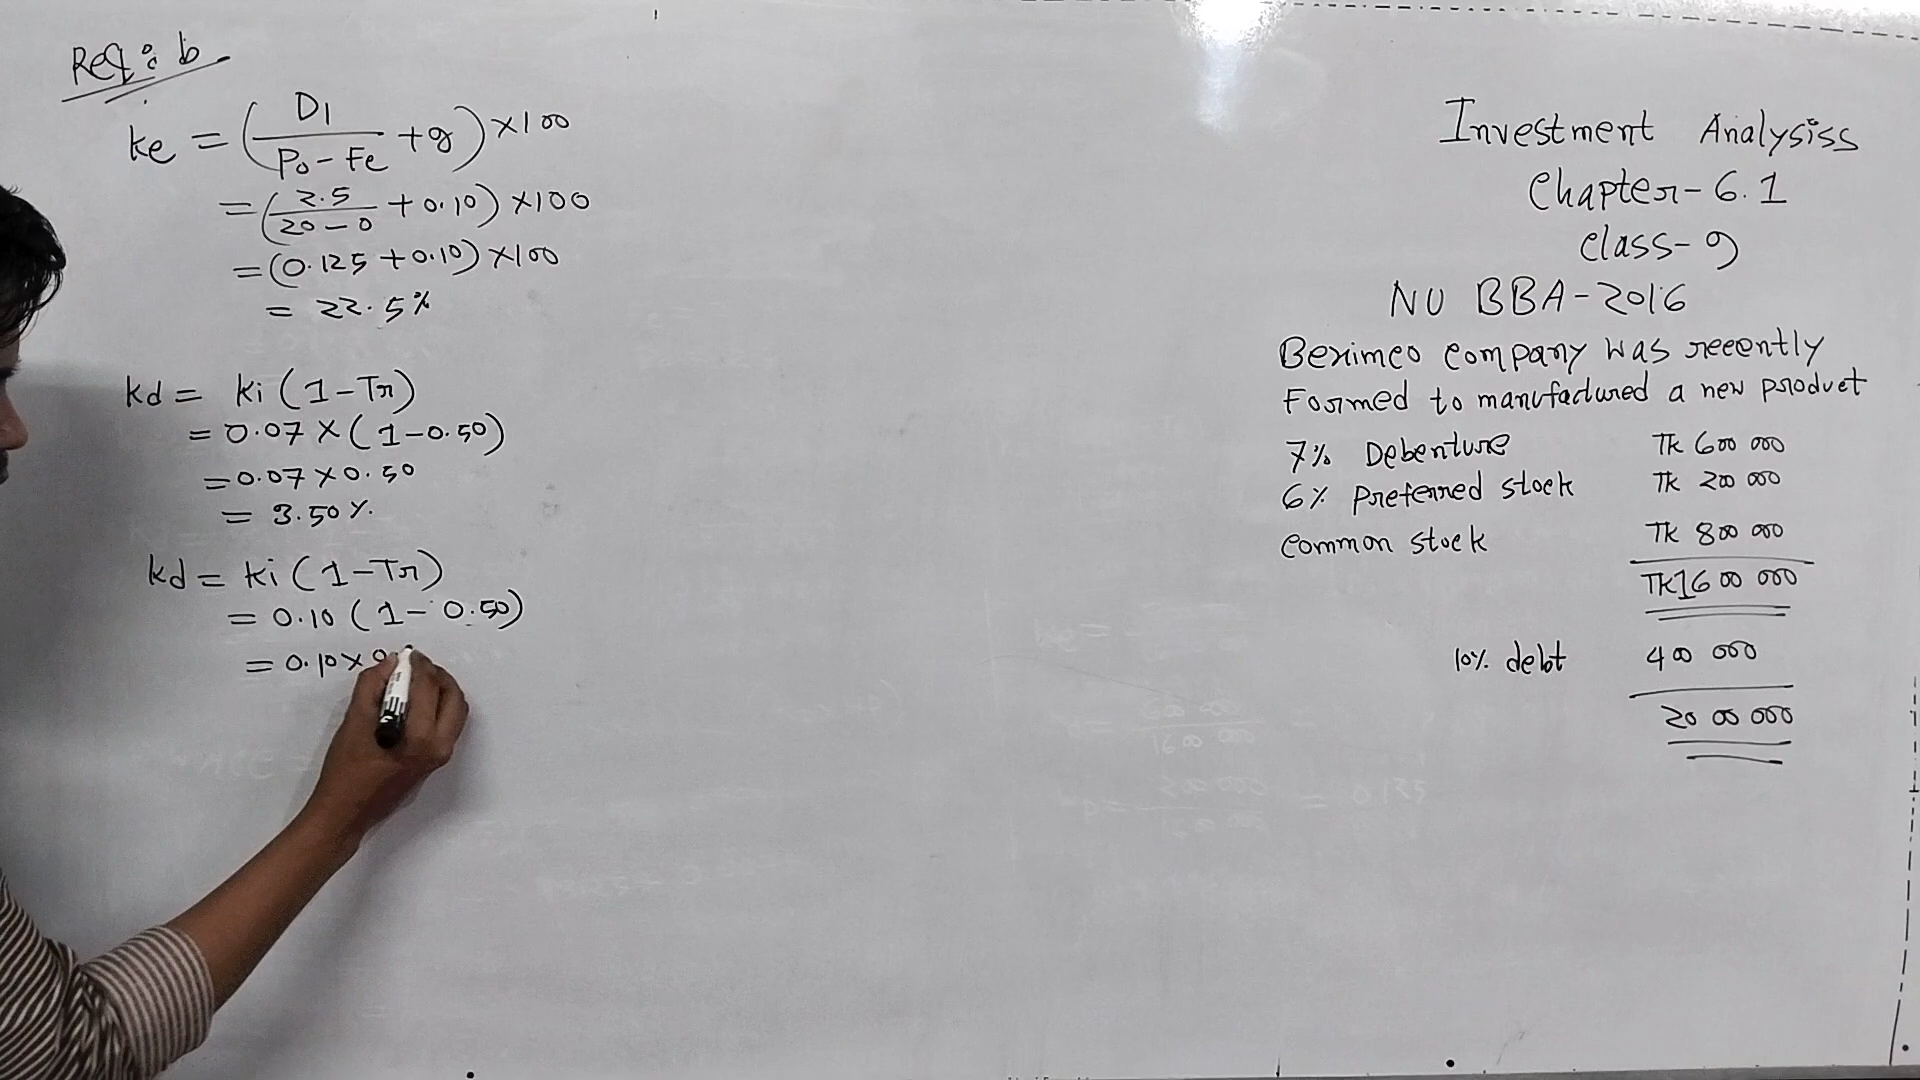 Req: b
ke = (D1 / P0 - Fe + g) × 100
= (2.5 / 20 - 0 + 0.10) × 100
= (0.125 + 0.10) × 100
= 22.5%
kd = ki (1 - Tr)
= 0.07 × (1 - 0.50)
= 0.07 × 0.50
= 3.50%
kd = ki (1 - Tr)
= 0.10 (1 - 0.50)
= 0.10 × 0.
Investment Analysiss
Chapter - 6.1
Class - 9
NU BBA - 2016
Beximco company was recently
Formed to manufactured a new product
7% Debenture Tk 600 000
6% preferred stock Tk 200 000
common stock Tk 800 000
Tk 1600 000
10% debt 400 000
20 00 000